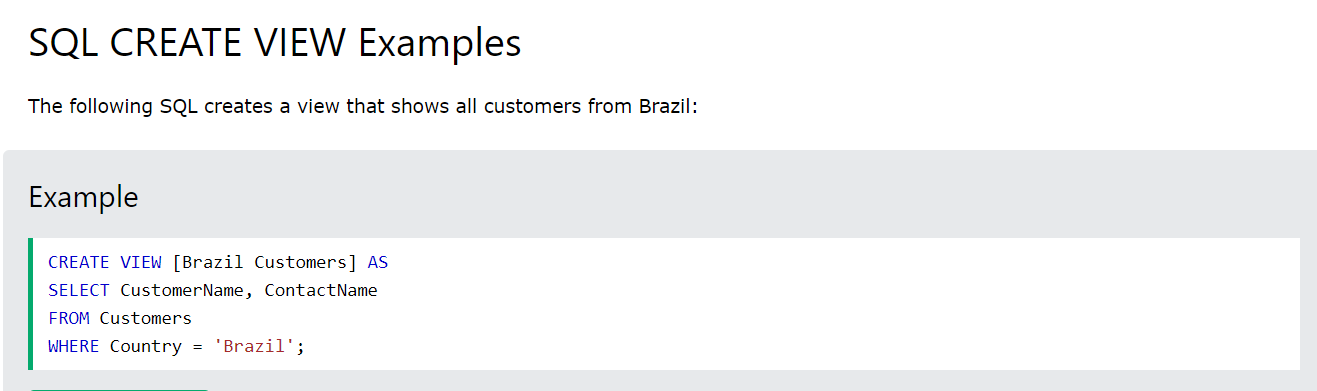 SQL CREATE VIEW Examples
The following SQL creates a view that shows all customers from Brazil:
Example
CREATE VIEW [Brazil Customers] AS
SELECT CustomerName, ContactName
FROM Customers
WHERE Country = 'Brazil';